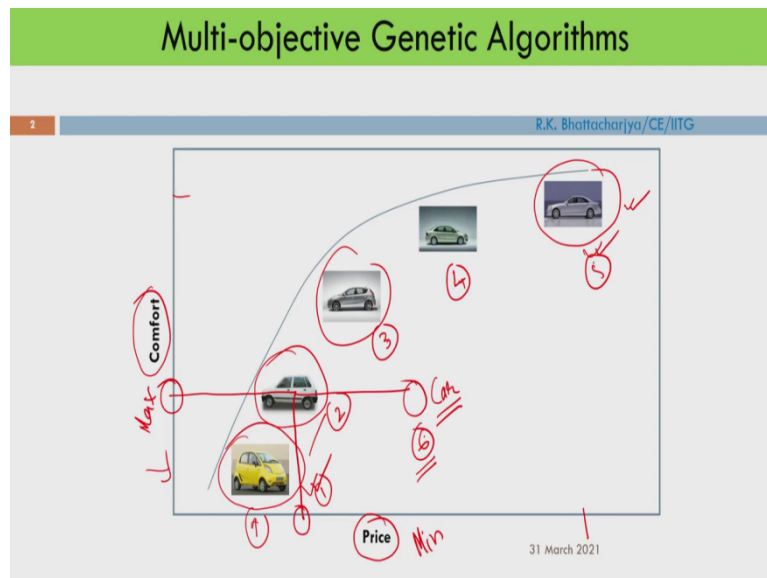 Multi-objective Genetic Algorithms
2
R.K. Bhattacharjya/CE/IITG
5
4
3
Comfort
Max
Car
2
6
1
1
Price
Min
31 March 2021